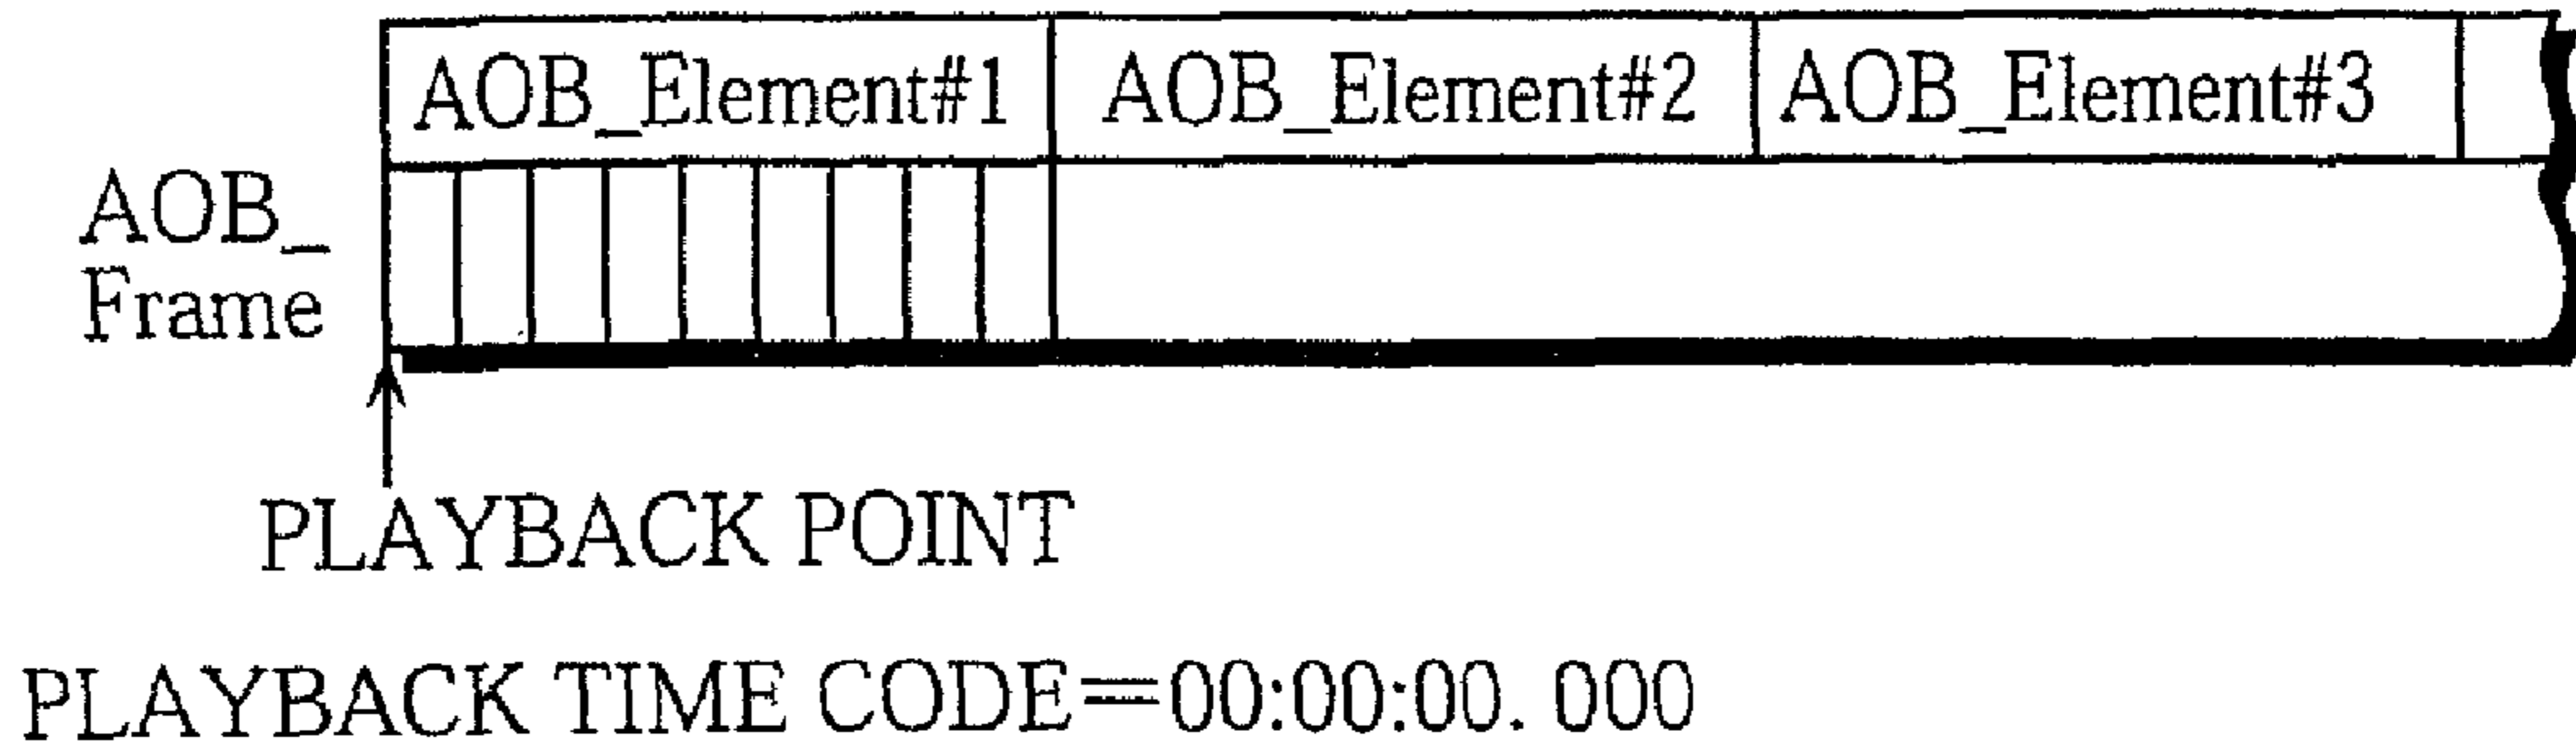 AOB_Element#1 AOB_Element#2 AOB_Element#3
AOB_
Frame
PLAYBACK POINT
PLAYBACK TIME CODE=00:00:00. 000